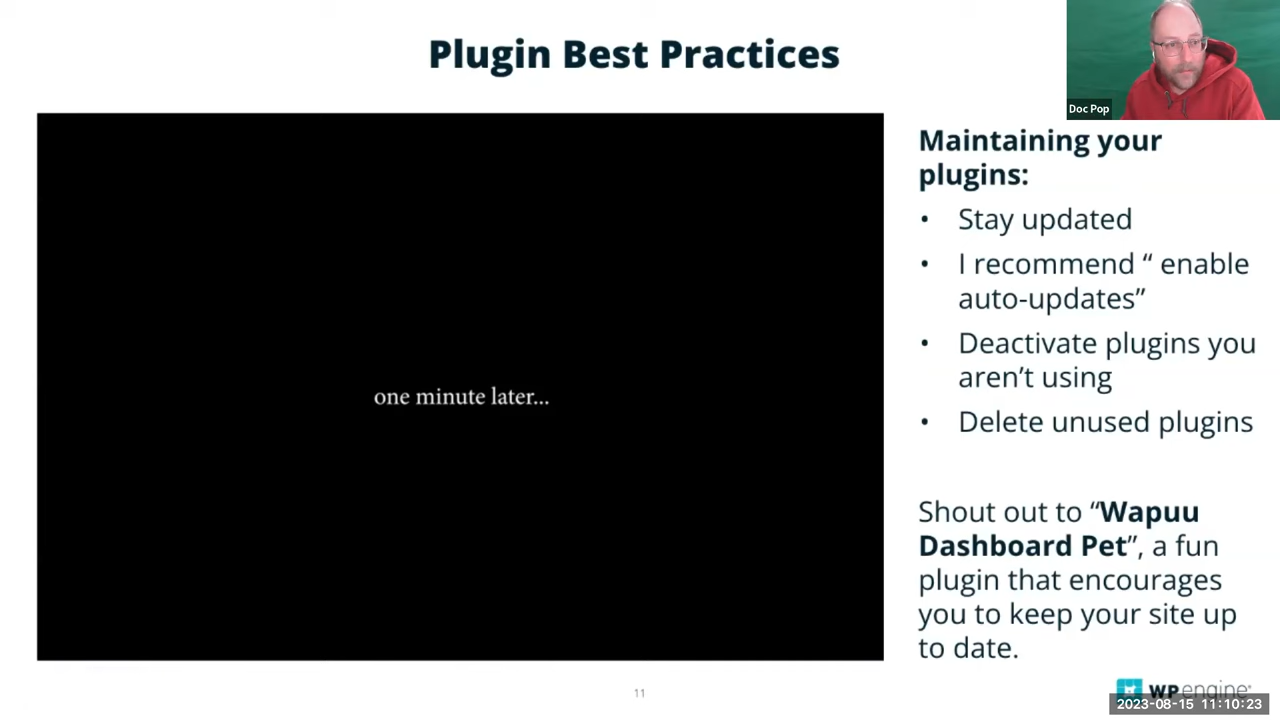 Plugin Best Practices
Doc Pop
one minute later...
Maintaining your
plugins:
• Stay updated
• I recommend “ enable
auto-updates”
• Deactivate plugins you
aren’t using
• Delete unused plugins
Shout out to “Wapuu
Dashboard Pet”, a fun
plugin that encourages
you to keep your site up
to date.
11
WP engine®
2023-08-15 11:10:23